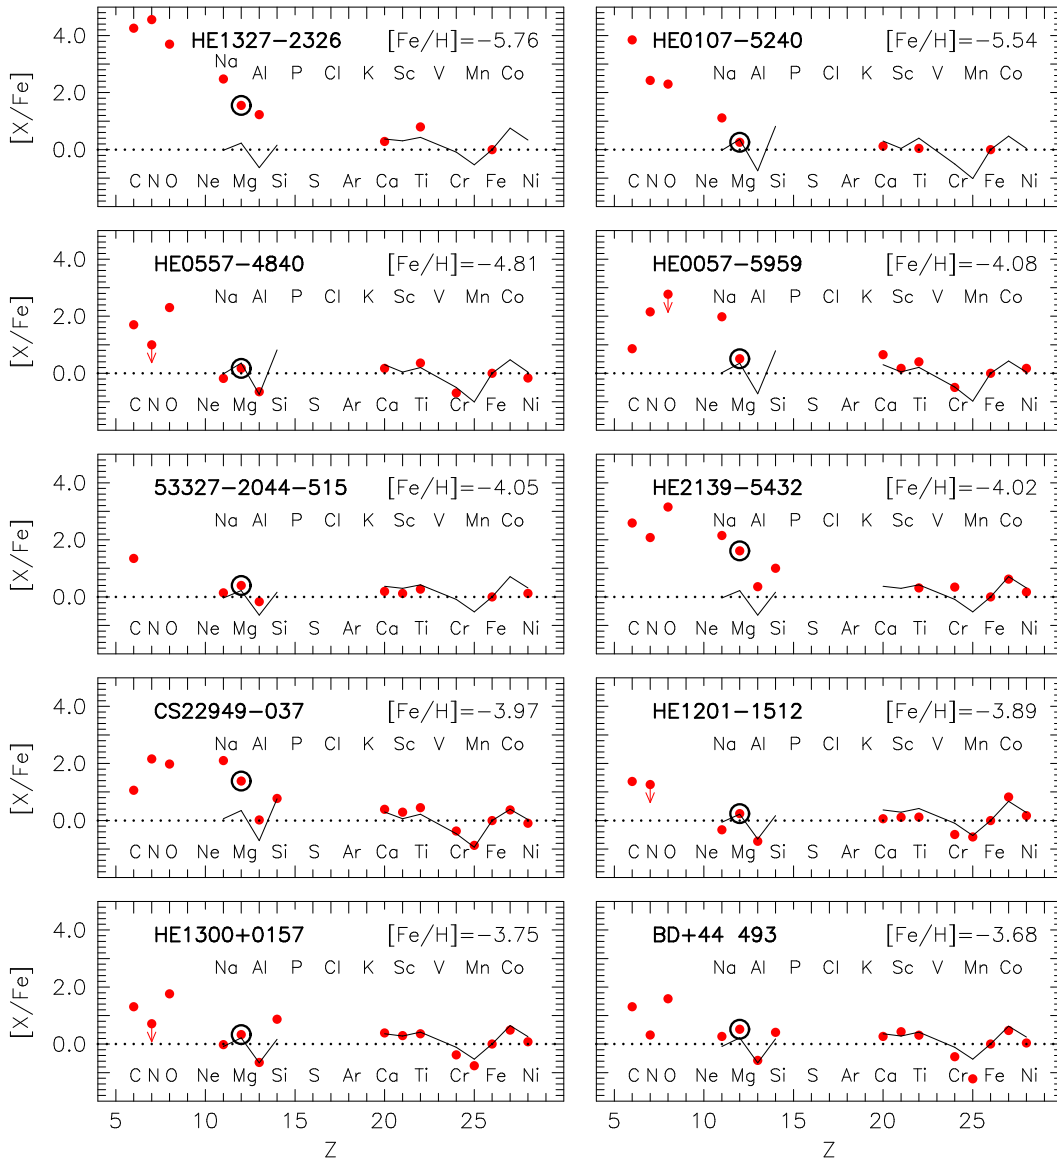 HE1327−2326 [Fe/H]=−5.76
Na
Al P Cl K Sc V Mn Co
C N O Ne Mg Si S Ar Ca Ti Cr Fe Ni
4.0
2.0
0.0
[X/Fe]
HE0107−5240 [Fe/H]=−5.54
Na Al P Cl K Sc V Mn Co
C N O Ne Mg Si S Ar Ca Ti Cr Fe Ni
HE0557−4840 [Fe/H]=−4.81
Na Al P Cl K Sc V Mn Co
C N O Ne Mg Si S Ar Ca Ti Cr Fe Ni
4.0
2.0
0.0
[X/Fe]
HE0057−5959 [Fe/H]=−4.08
Na Al P Cl K Sc V Mn Co
C N O Ne Mg Si S Ar Ca Ti Cr Fe Ni
53327−2044−515 [Fe/H]=−4.05
Na Al P Cl K Sc V Mn Co
C N O Ne Mg Si S Ar Ca Ti Cr Fe Ni
4.0
2.0
0.0
[X/Fe]
HE2139−5432 [Fe/H]=−4.02
Na Al P Cl K Sc V Mn Co
C N O Ne Mg Si S Ar Ca Ti Cr Fe Ni
CS22949−037 [Fe/H]=−3.97
Na Al P Cl K Sc V Mn Co
C N O Ne Mg Si S Ar Ca Ti Cr Fe Ni
4.0
2.0
0.0
[X/Fe]
HE1201−1512 [Fe/H]=−3.89
Na Al P Cl K Sc V Mn Co
C N O Ne Mg Si S Ar Ca Ti Cr Fe Ni
HE1300+0157 [Fe/H]=−3.75
Na Al P Cl K Sc V Mn Co
C N O Ne Mg Si S Ar Ca Ti Cr Fe Ni
4.0
2.0
0.0
[X/Fe]
5 10 15 20 25
Z
BD+44 493 [Fe/H]=−3.68
Na Al P Cl K Sc V Mn Co
C N O Ne Mg Si S Ar Ca Ti Cr Fe Ni
5 10 15 20 25
Z